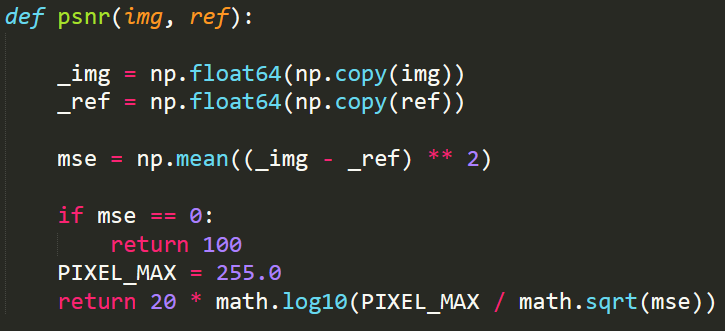 def psnr(img, ref):
    _img = np.float64(np.copy(img))
    _ref = np.float64(np.copy(ref))
    mse = np.mean((_img - _ref) ** 2)
    if mse == 0:
        return 100
    PIXEL_MAX = 255.0
    return 20 * math.log10(PIXEL_MAX / math.sqrt(mse))